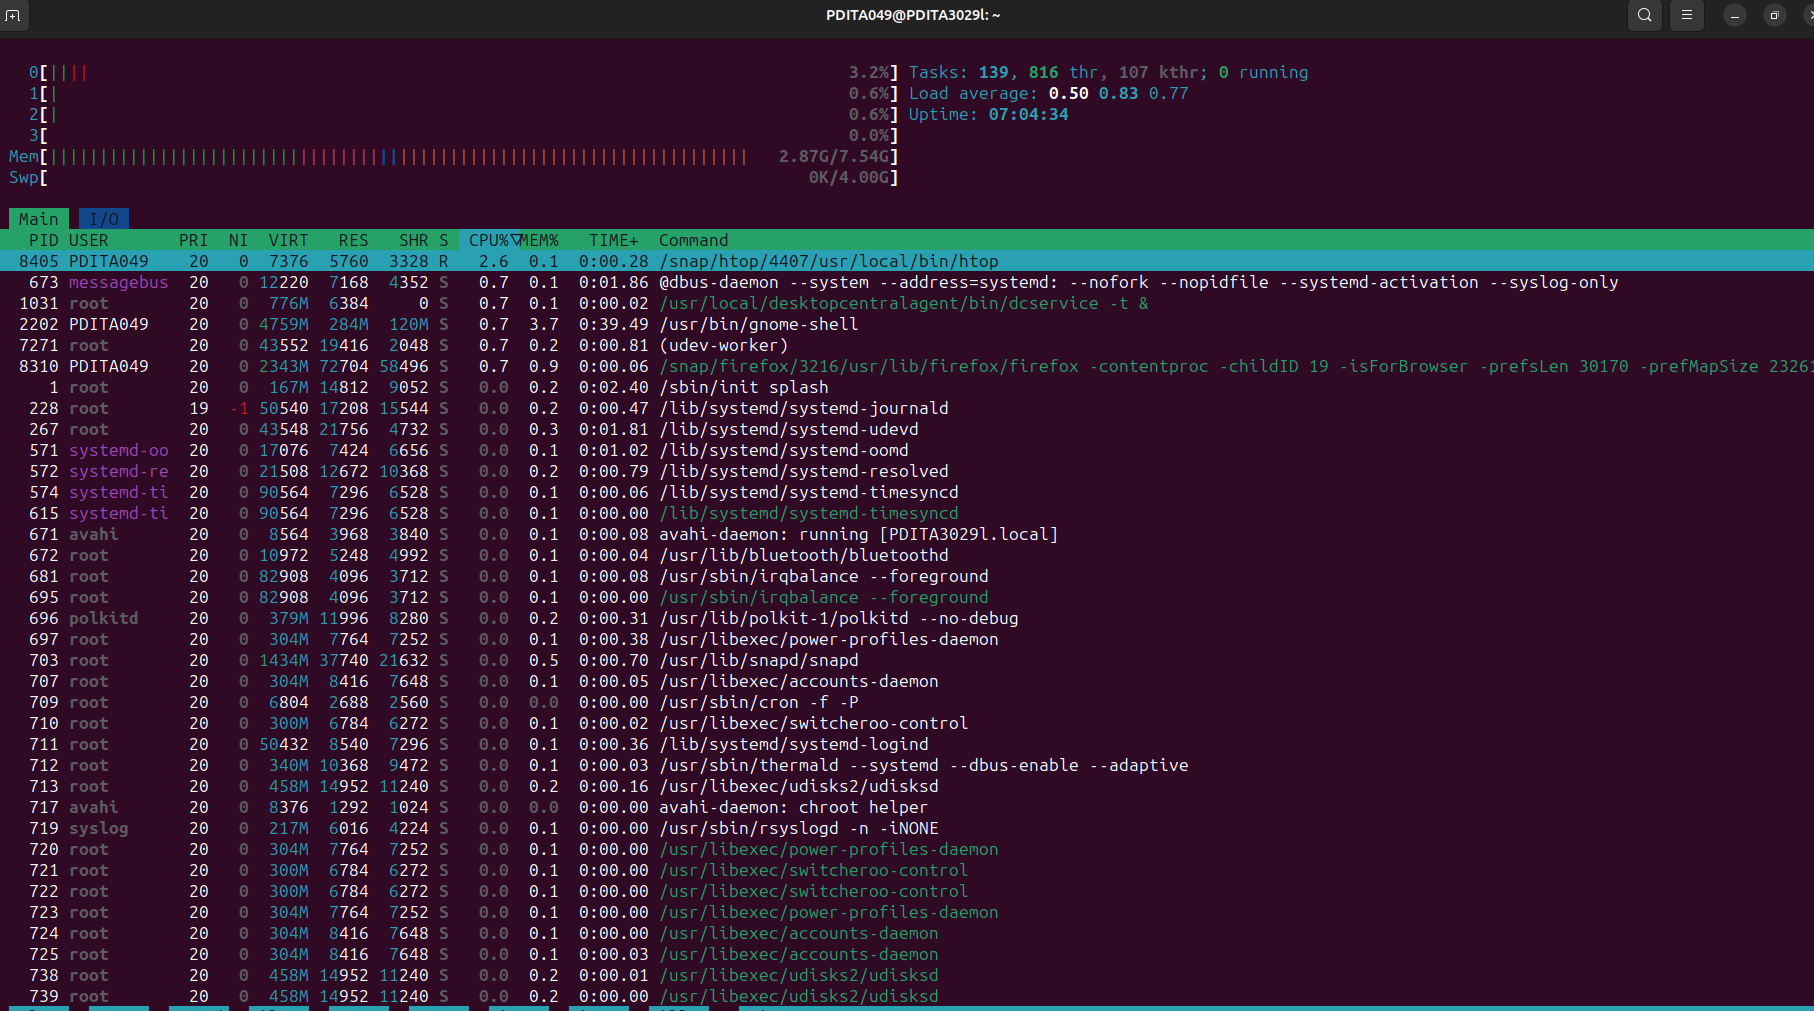 PDITA049@PDITA3029l: ~
0[|||| 3.2%] Tasks: 139, 816 thr, 107 kthr; 0 running
1[| 0.6%] Load average: 0.50 0.83 0.77
2[| 0.6%] Uptime: 07:04:34
3[ 0.0%]
Mem[||||||||||||||||||||||||||||||||||||||||||||||||||||||||||||||||||||||  2.87G/7.54G]
Swp[ 0K/4.00G]
Main I/O
PID USER PRI NI VIRT RES SHR S CPU%▽MEM% TIME+ Command
8405 PDITA049 20 0 7376 5760 3328 R 2.6 0.1 0:00.28 /snap/htop/4407/usr/local/bin/htop
673 messagebus 20 0 12220 7168 4352 S 0.7 0.1 0:01.86 @dbus-daemon --system --address=systemd: --nofork --nopidfile --systemd-activation --syslog-only
1031 root 20 0 776M 6384 0 S 0.7 0.1 0:00.02 /usr/local/desktopcentralagent/bin/dcservice -t &
2202 PDITA049 20 0 4759M 284M 120M S 0.7 3.7 0:39.49 /usr/bin/gnome-shell
7271 root 20 0 43552 19416 2048 S 0.7 0.2 0:00.81 (udev-worker)
8310 PDITA049 20 0 2343M 72704 58496 S 0.7 0.9 0:00.06 /snap/firefox/3216/usr/lib/firefox/firefox -contentproc -childID 19 -isForBrowser -prefsLen 30170 -prefMapSize 23261
1 root 20 0 167M 14812 9052 S 0.0 0.2 0:02.40 /sbin/init splash
228 root 19 -1 50540 17208 15544 S 0.0 0.2 0:00.47 /lib/systemd/systemd-journald
267 root 20 0 43548 21756 4732 S 0.0 0.3 0:01.81 /lib/systemd/systemd-udevd
571 systemd-oo 20 0 17076 7424 6656 S 0.0 0.1 0:01.02 /lib/systemd/systemd-oomd
572 systemd-re 20 0 21508 12672 10368 S 0.0 0.2 0:00.79 /lib/systemd/systemd-resolved
574 systemd-ti 20 0 90564 7296 6528 S 0.0 0.1 0:00.06 /lib/systemd/systemd-timesyncd
615 systemd-ti 20 0 90564 7296 6528 S 0.0 0.1 0:00.00 /lib/systemd/systemd-timesyncd
671 avahi 20 0 8564 3968 3840 S 0.0 0.1 0:00.08 avahi-daemon: running [PDITA3029l.local]
672 root 20 0 10972 5248 4992 S 0.0 0.1 0:00.04 /usr/lib/bluetooth/bluetoothd
681 root 20 0 82908 4096 3712 S 0.0 0.1 0:00.08 /usr/sbin/irqbalance --foreground
695 root 20 0 82908 4096 3712 S 0.0 0.1 0:00.00 /usr/sbin/irqbalance --foreground
696 polkitd 20 0 379M 11996 8280 S 0.0 0.2 0:00.31 /usr/lib/polkit-1/polkitd --no-debug
697 root 20 0 304M 7764 7252 S 0.0 0.1 0:00.38 /usr/libexec/power-profiles-daemon
703 root 20 0 1434M 37740 21632 S 0.0 0.5 0:00.70 /usr/lib/snapd/snapd
707 root 20 0 304M 8416 7648 S 0.0 0.1 0:00.05 /usr/libexec/accounts-daemon
709 root 20 0 6804 2688 2560 S 0.0 0.0 0:00.00 /usr/sbin/cron -f -P
710 root 20 0 300M 6784 6272 S 0.0 0.1 0:00.02 /usr/libexec/switcheroo-control
711 root 20 0 50432 8540 7296 S 0.0 0.1 0:00.36 /lib/systemd/systemd-logind
712 root 20 0 340M 10368 9472 S 0.0 0.1 0:00.03 /usr/sbin/thermald --systemd --dbus-enable --adaptive
713 root 20 0 458M 14952 11240 S 0.0 0.2 0:00.16 /usr/libexec/udisks2/udisksd
717 avahi 20 0 8376 1292 1024 S 0.0 0.0 0:00.00 avahi-daemon: chroot helper
719 syslog 20 0 217M 6016 4224 S 0.0 0.1 0:00.00 /usr/sbin/rsyslogd -n -iNONE
720 root 20 0 304M 7764 7252 S 0.0 0.1 0:00.00 /usr/libexec/power-profiles-daemon
721 root 20 0 300M 6784 6272 S 0.0 0.1 0:00.00 /usr/libexec/switcheroo-control
722 root 20 0 300M 6784 6272 S 0.0 0.1 0:00.00 /usr/libexec/switcheroo-control
723 root 20 0 304M 7764 7252 S 0.0 0.1 0:00.00 /usr/libexec/power-profiles-daemon
724 root 20 0 304M 8416 7648 S 0.0 0.1 0:00.00 /usr/libexec/accounts-daemon
725 root 20 0 304M 8416 7648 S 0.0 0.1 0:00.03 /usr/libexec/accounts-daemon
738 root 20 0 458M 14952 11240 S 0.0 0.2 0:00.01 /usr/libexec/udisks2/udisksd
739 root 20 0 458M 14952 11240 S 0.0 0.2 0:00.00 /usr/libexec/udisks2/udisksd